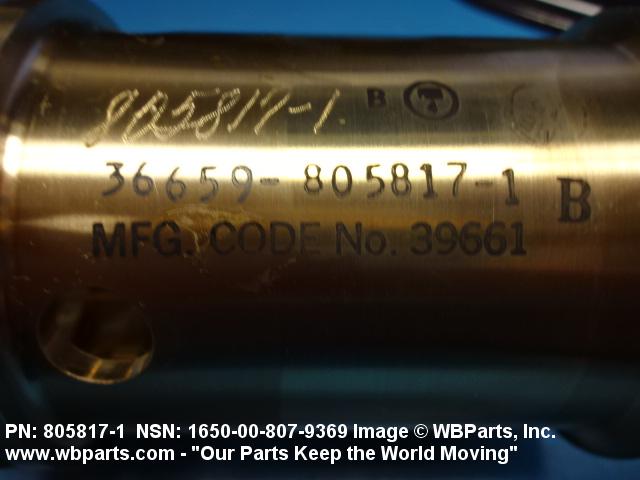 825817-1 B
36659-805817-1
B
MFG. CODE No. 39661
PN: 805817-1 NSN: 1650-00-807-9369 Image © WBParts, Inc.
www.wbparts.com - "Our Parts Keep the World Moving"